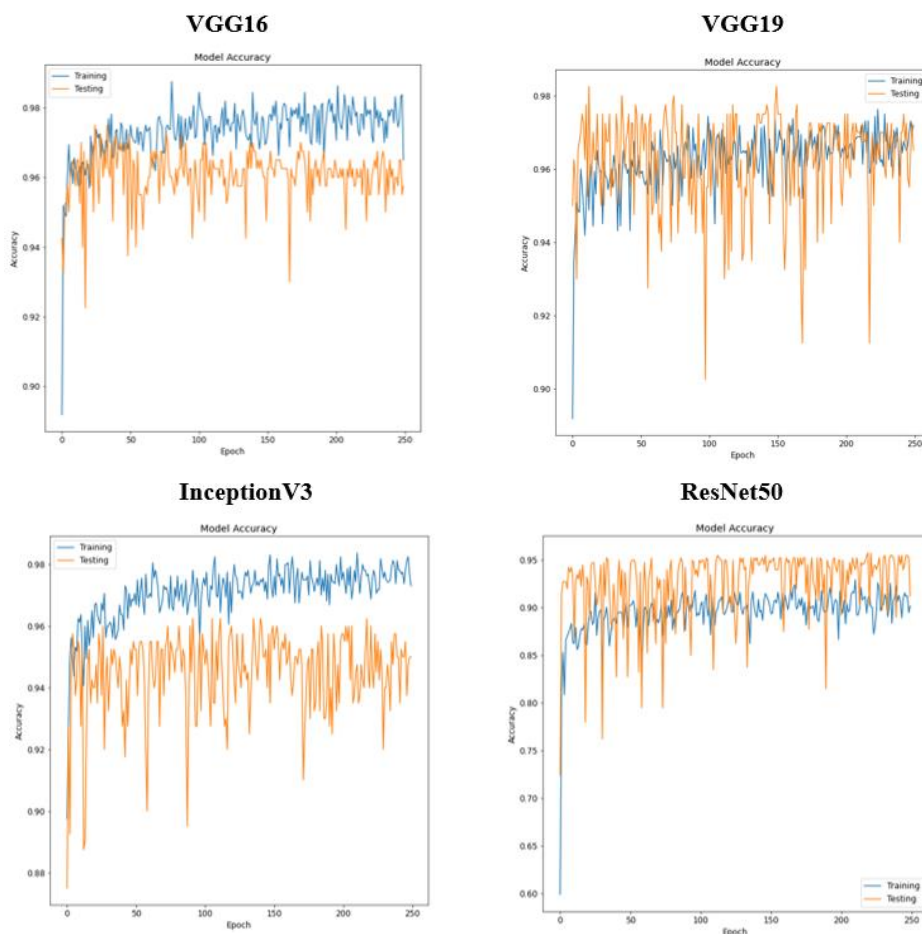 VGG16
Model Accuracy
Training
Testing
0.98
0.96
0.94
0.92
0.90
Accuracy
0
50
100
150
200
250
Epoch
VGG19
Model Accuracy
Training
Testing
0.98
0.96
0.94
0.92
0.90
Accuracy
0
50
100
150
200
250
Epoch
InceptionV3
Model Accuracy
Training
Testing
0.98
0.96
0.94
0.92
0.90
0.88
Accuracy
0
50
100
150
200
250
Epoch
ResNet50
Model Accuracy
0.95
0.90
0.85
0.80
0.75
0.70
0.65
0.60
Accuracy
Training
Testing
0
50
100
150
200
250
Epoch